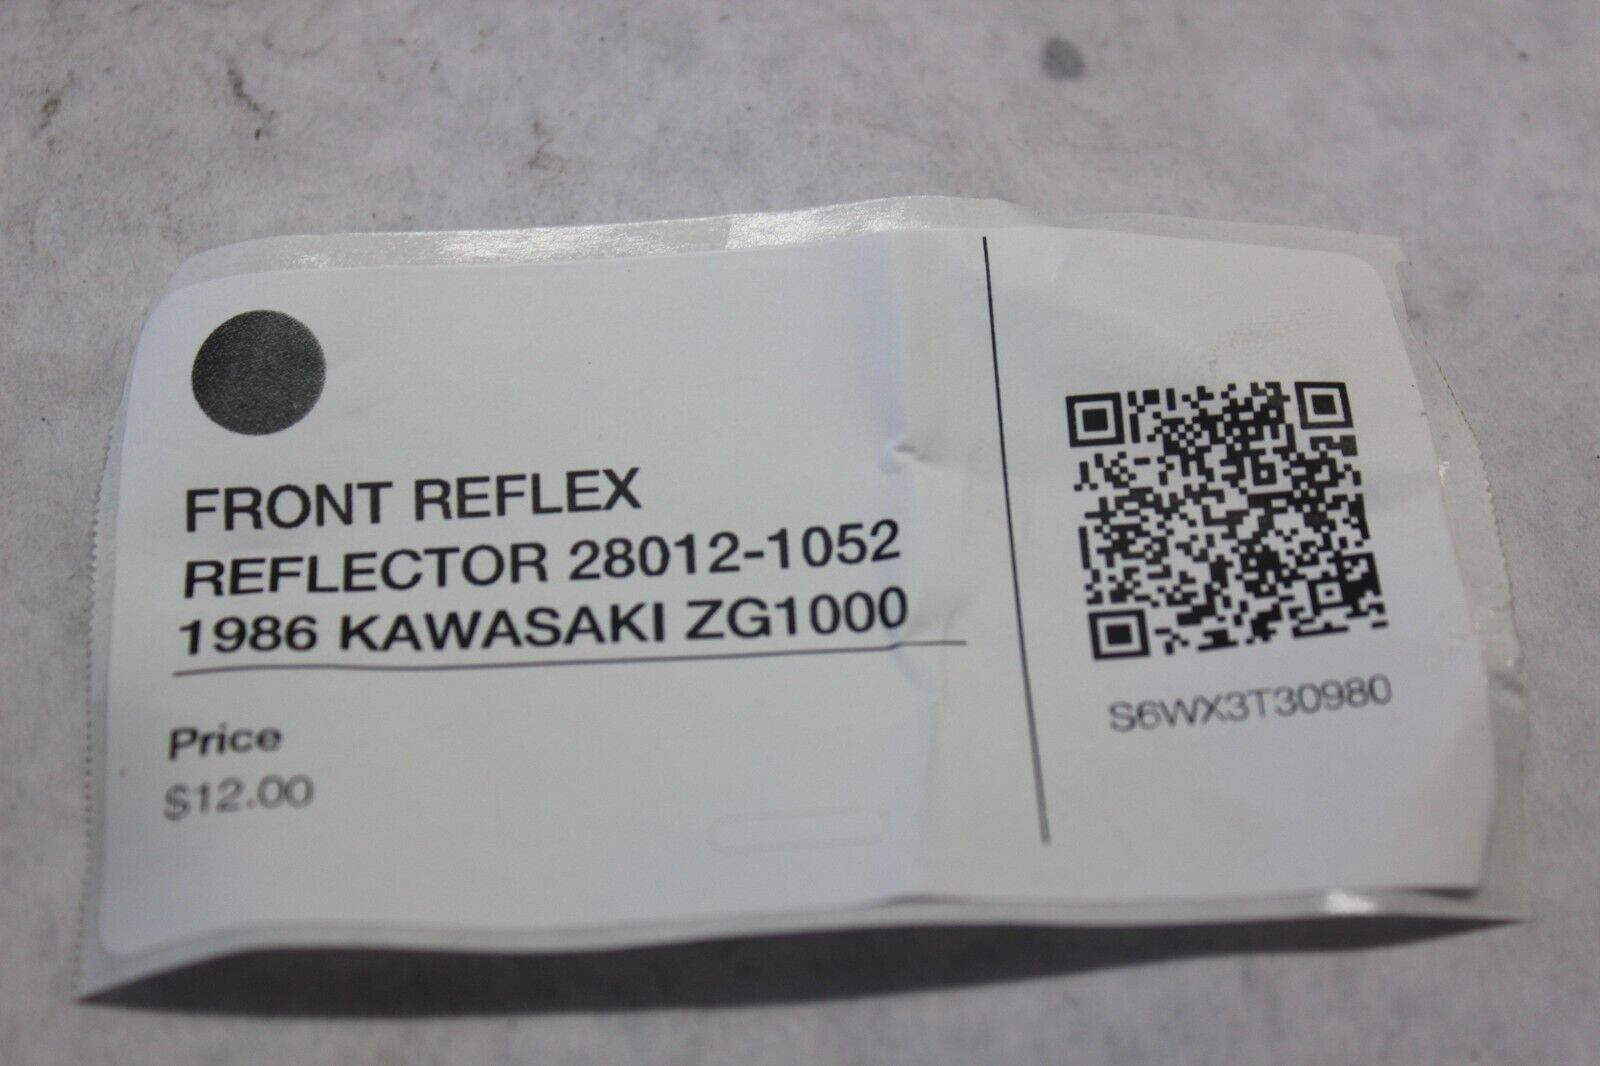 FRONT REFLEX
REFLECTOR 28012-1052
1986 KAWASAKI ZG1000
Price
$12.00
S6WX3T30980